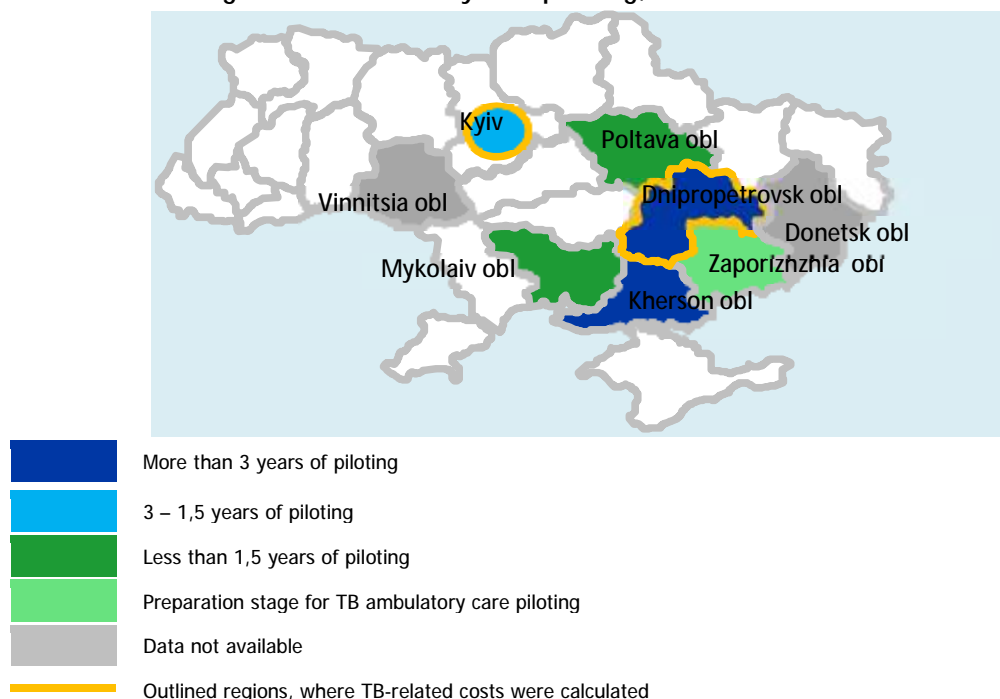 Kyiv
Poltava obl
Vinnitsia obl
Dnipropetrovsk obl
Donetsk obl
Mykolaiv obl
Zaporizhzhia obl
Kherson obl
More than 3 years of piloting
3 – 1,5 years of piloting
Less than 1,5 years of piloting
Preparation stage for TB ambulatory care piloting
Data not available
Outlined regions, where TB-related costs were calculated